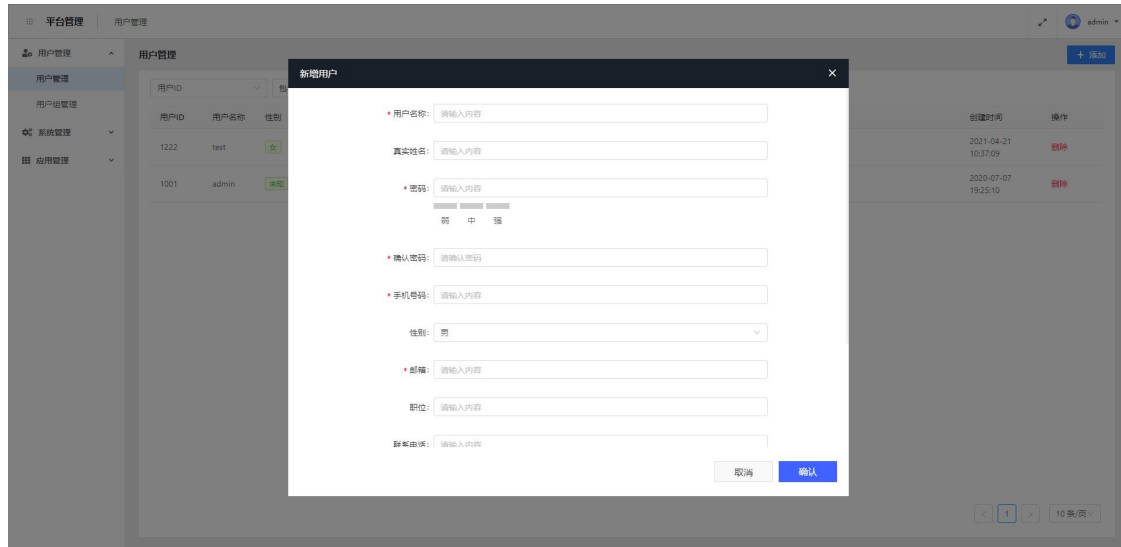 平台管理 用户管理 admin
用户管理
用户管理
用户组管理
系统管理
应用管理
用户管理 + 添加
用户ID
用户ID 用户名称 性别 创建时间 操作
1222 test 女 2021-04-21 10:37:09 删除
1001 admin 未知 2020-07-07 19:25:10 删除
新增用户 ×
* 用户名称: 请输入内容
真实姓名: 请输入内容
* 密码: 请输入内容
弱 中 强
* 确认密码: 请确认密码
* 手机号码: 请输入内容
性别: 男
* 邮箱: 请输入内容
职位: 请输入内容
联系电话: 请输入内容
取消 确认
< 1 > 10 条/页